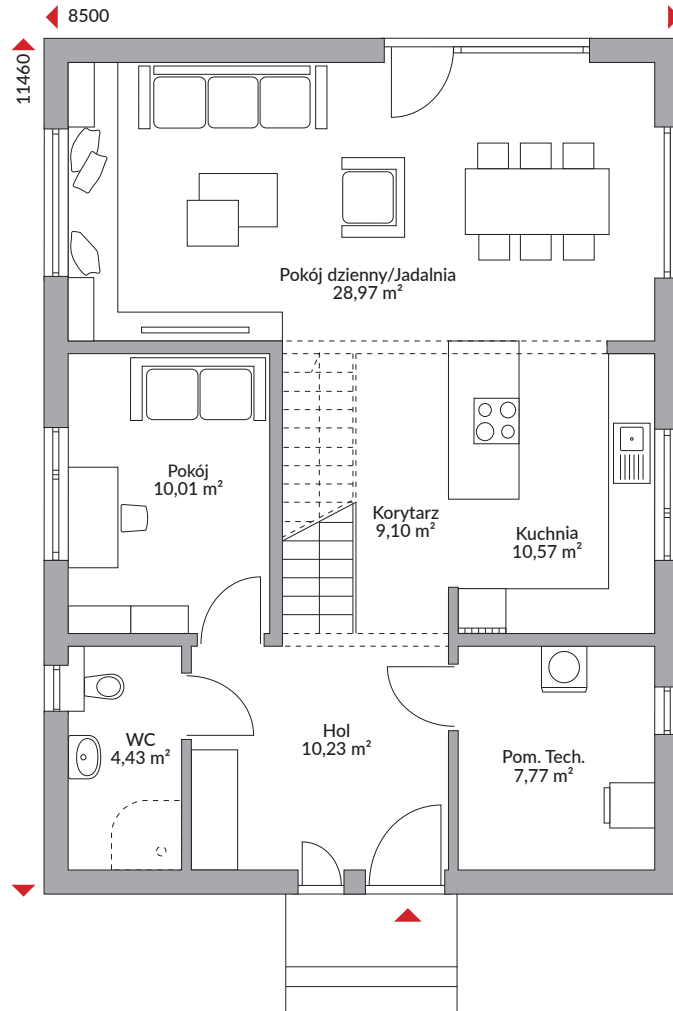 8500
11460
Pokój dzienny/Jadalnia
28,97 m²
Pokój
10,01 m²
Korytarz
9,10 m²
Kuchnia
10,57 m²
WC
4,43 m²
Hol
10,23 m²
Pom. Tech.
7,77 m²